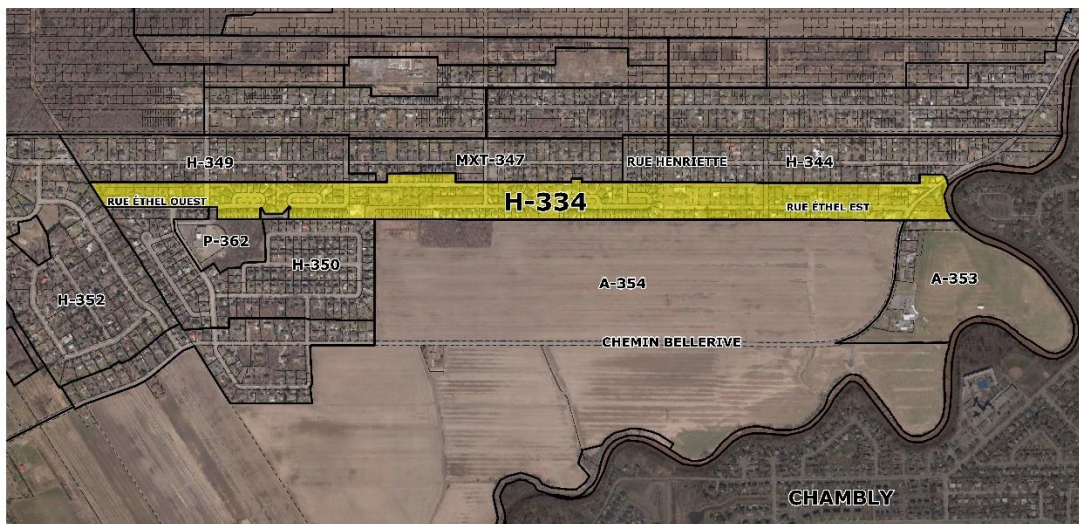 H-349
MXT-347
RUE HENRIETTE
H-344
RUE ÉTHEL OUEST
H-334
RUE ÉTHEL EST
P-362
H-350
H-352
A-354
A-353
CHEMIN BELLERIVE
CHAMBLY